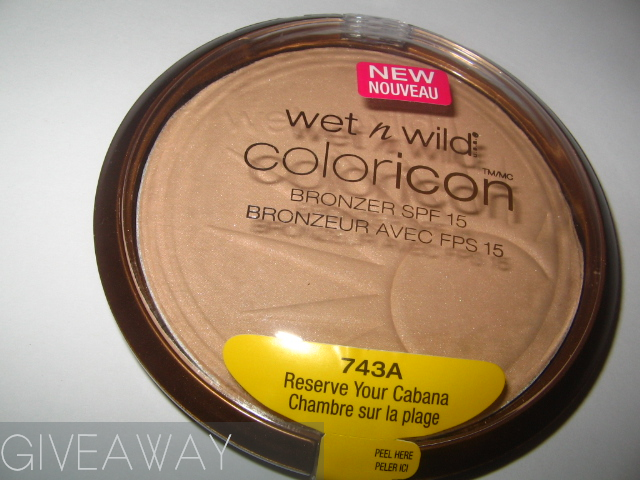 NEW
NOUVEAU
wet n wild
coloricon TM/MC
BRONZER SPF 15
BRONZEUR AVEC FPS 15
743A
Reserve Your Cabana
Chambre sur la plage
PEEL HERE
PELER ICI
GIVEAWAY